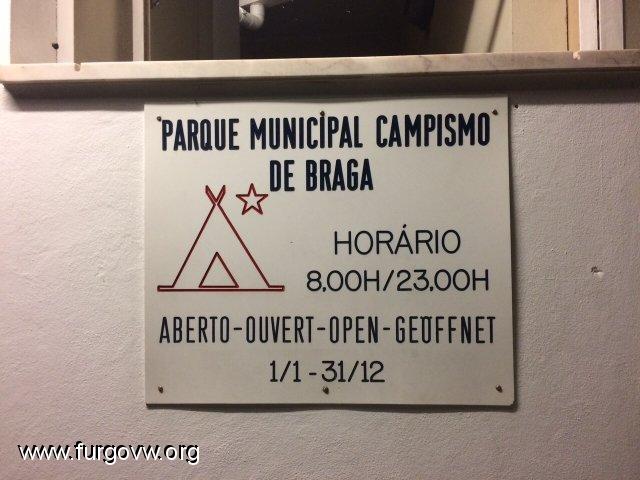 PARQUE MUNICIPAL CAMPISMO
DE BRAGA
HORÁRIO
8,00H/23,00H
ABERTO-OUVERT-OPEN-GEÖFFNET
1/1-31/12
www.furgovw.org